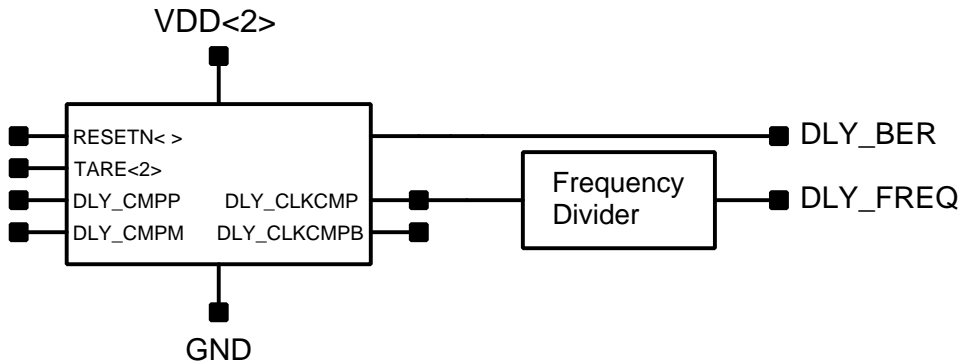 VDD<2>
RESETN< >
DLY_BER
TARE<2>
Frequency
Divider
DLY_CMPP DLY_CLKCMP
DLY_FREQ
DLY_CMPM DLY_CLKCMPB
GND